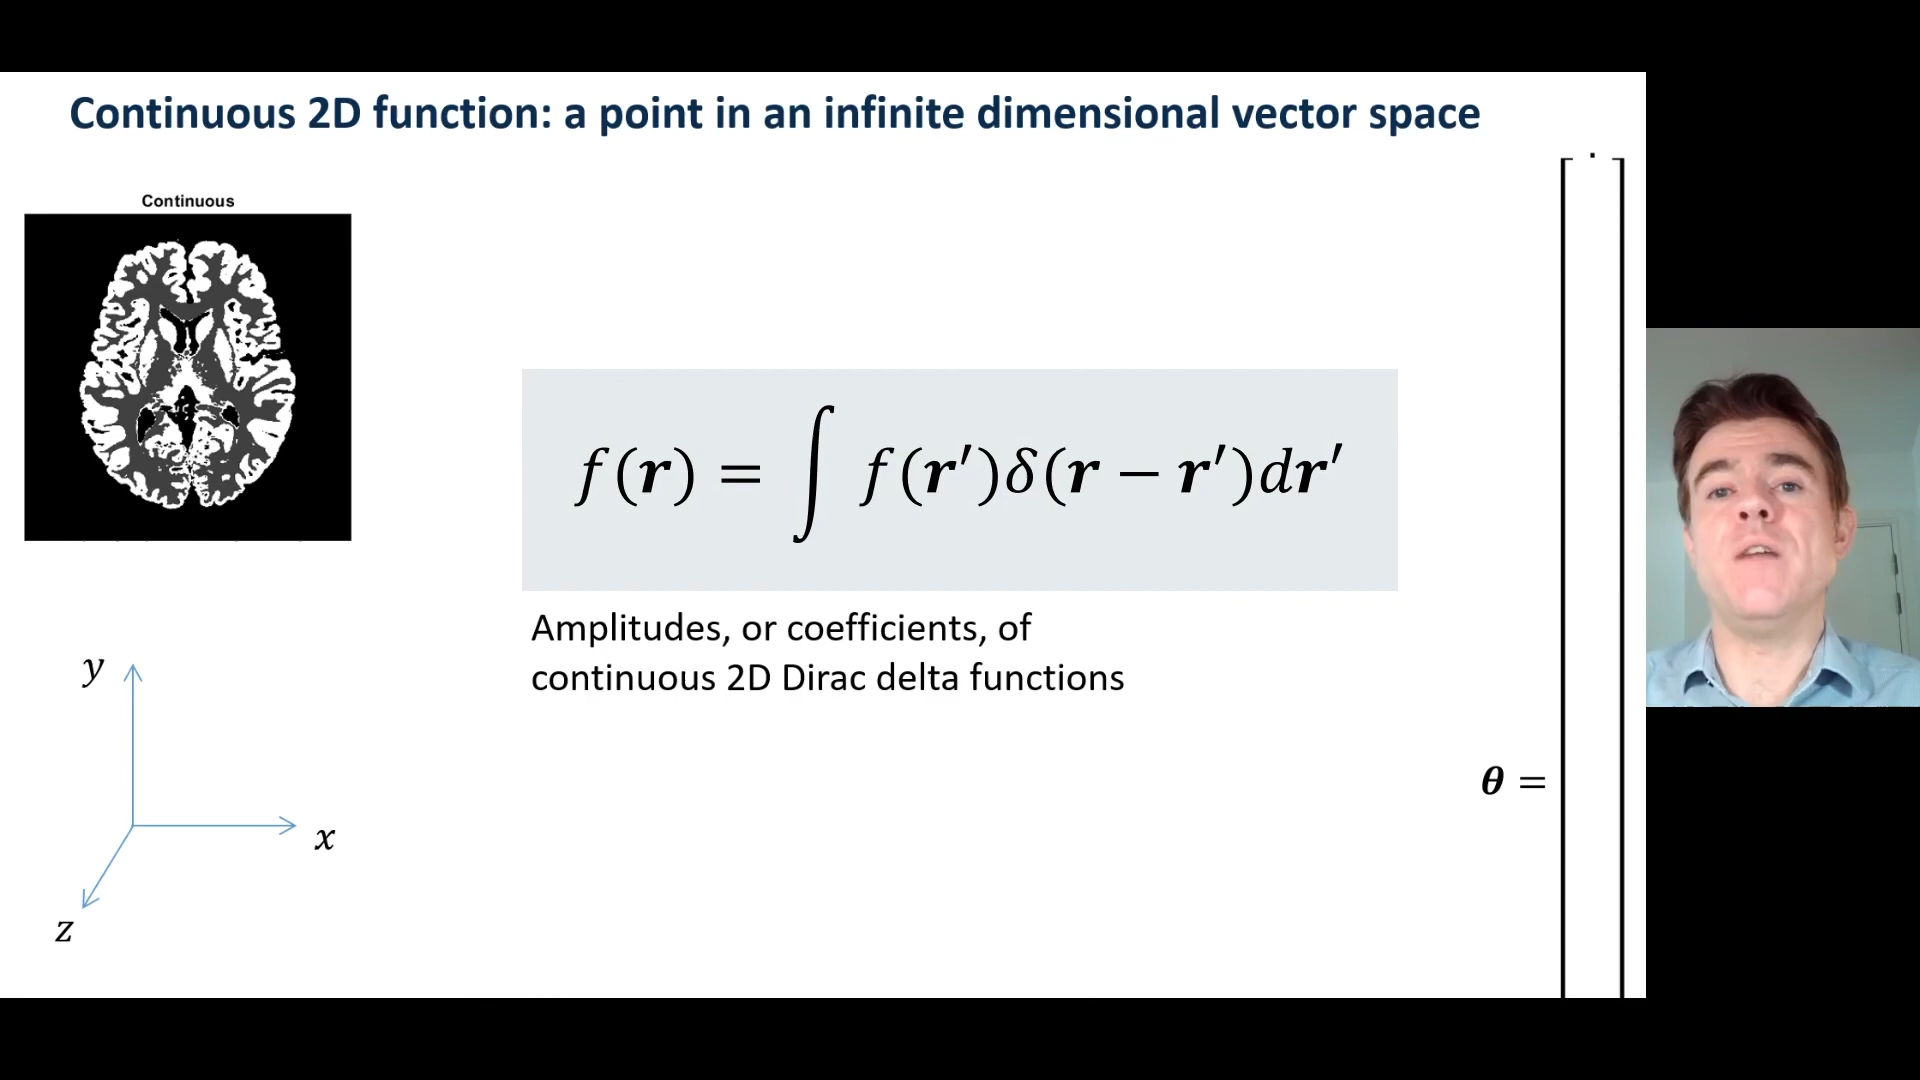 Continuous 2D function: a point in an infinite dimensional vector space
Continuous
f(r) = ∫ f(r′)δ(r − r′)dr′
Amplitudes, or coefficients, of
continuous 2D Dirac delta functions
y
x
z
θ =